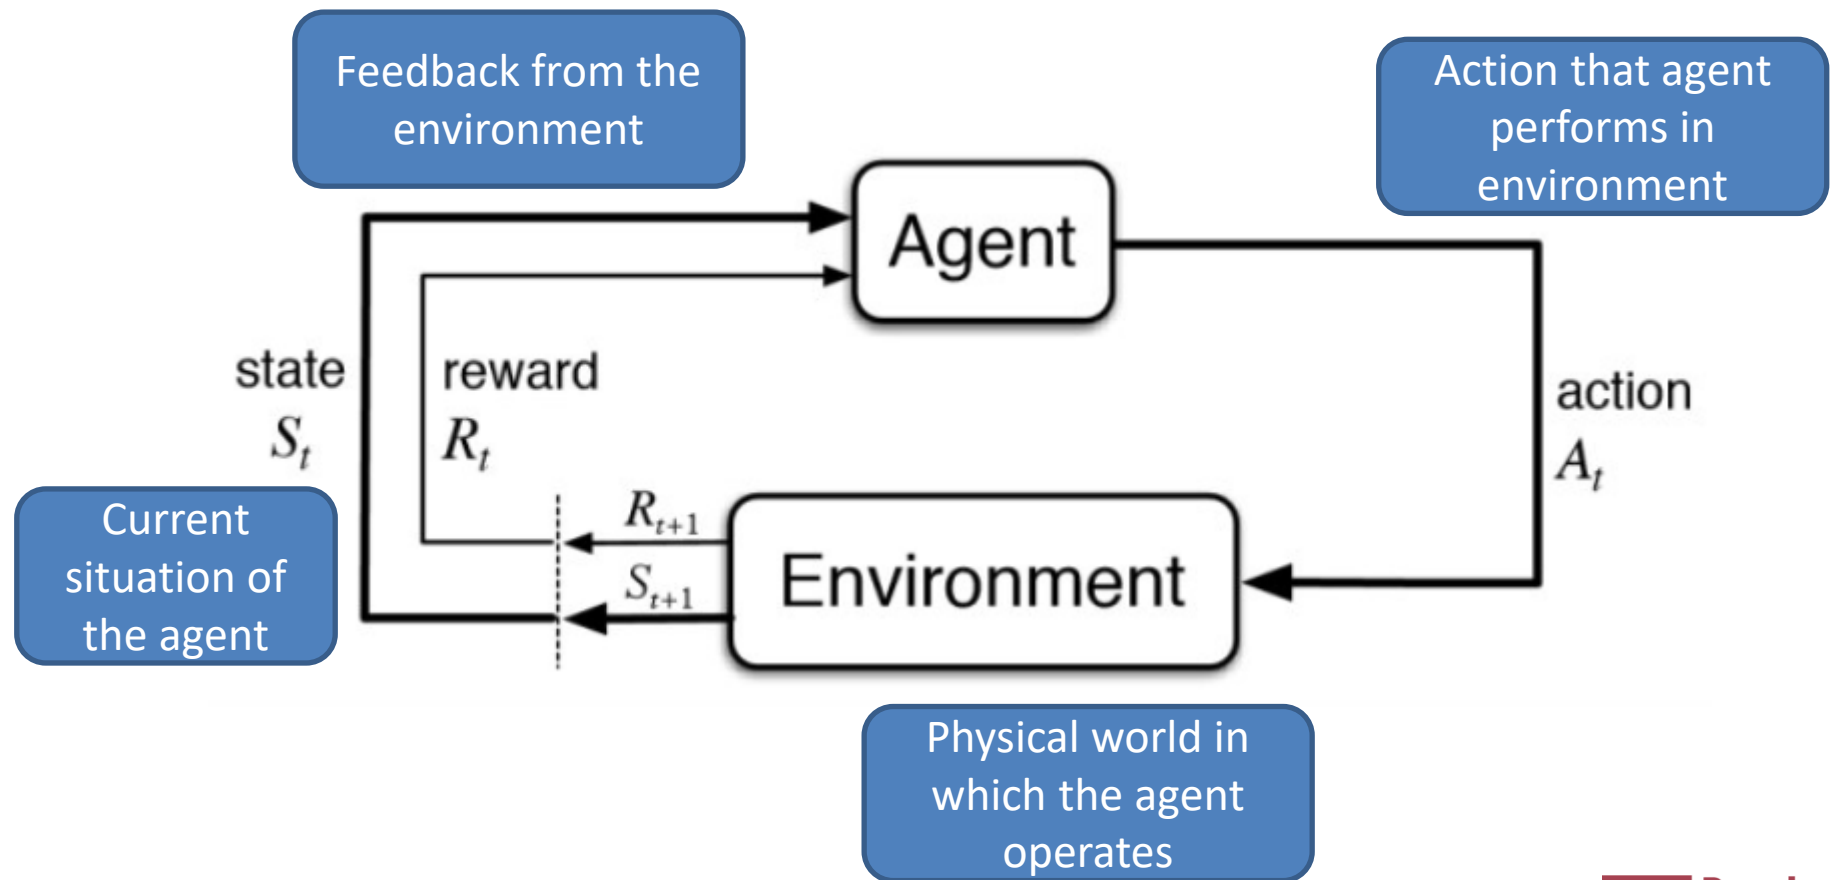 Feedback from the
environment
Action that agent
performs in
environment
Agent
state
S_t
reward
R_t
action
A_t
Current
situation of
the agent
R_{t+1}
S_{t+1}
Environment
Physical world in
which the agent
operates